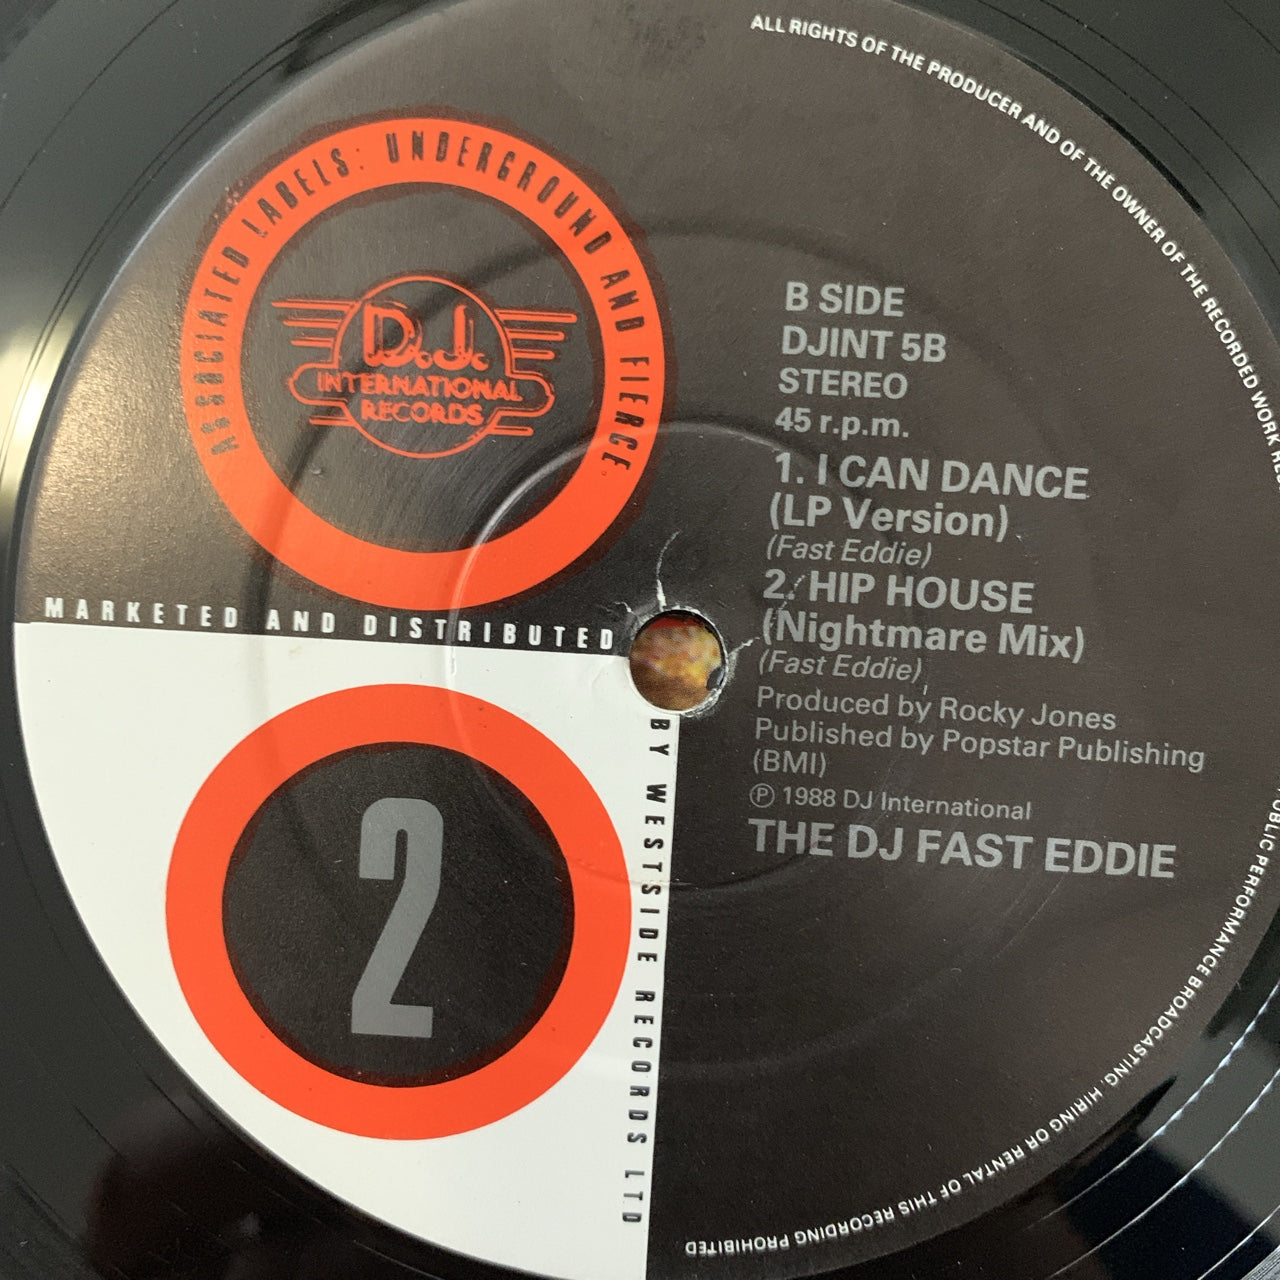 ALL RIGHTS OF THE PRODUCER AND OF THE OWNER OF THE RECORDED WORK
ASSOCIATED LABELS: UNDERGROUND AND FIERCE.
D.J.
INTERNATIONAL
RECORDS
B SIDE
DJINT 5B
STEREO
45 r.p.m.
1. I CAN DANCE
(LP Version)
(Fast Eddie)
2. HIP HOUSE
(Nightmare Mix)
(Fast Eddie)
Produced by Rocky Jones
Published by Popstar Publishing
(BMI)
℗ 1988 DJ International
THE DJ FAST EDDIE
MARKETED AND DISTRIBUTED
BY WESTSIDE RECORDS LTD
2
PERFORMANCE BROADCASTING, HIRING OR RENTAL OF THIS RECORDING PROHIBITED